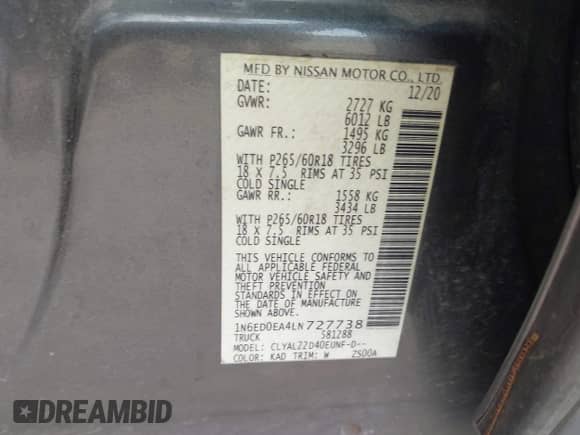 MFD BY NISSAN MOTOR CO., LTD.
DATE: 12/20
GVWR: 2727 KG
6012 LB
GAWR FR.: 1495 KG
3296 LB
WITH P265/60R18 TIRES
18 X 7.5 RIMS AT 35 PSI
COLD SINGLE
GAWR RR.: 1558 KG
3434 LB
WITH P265/60R18 TIRES
18 X 7.5 RIMS AT 35 PSI
COLD SINGLE
THIS VEHICLE CONFORMS TO
ALL APPLICABLE FEDERAL
MOTOR VEHICLE SAFETY AND
THEFT PREVENTION
STANDARDS IN EFFECT ON
THE DATE OF MANUFACTURE
SHOWN ABOVE.
1N6ED0EA4LN727738
TRUCK 581288
MODEL: CLYALZ2D40EUNF-D--
COLOR: KAD TRIM: W ZS00A
DREAMBID